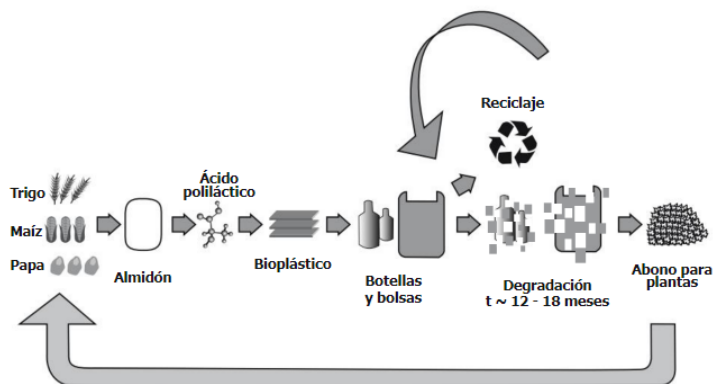 Reciclaje
Trigo
Maíz
Papa
Almidón
Ácido
poliláctico
Bioplástico
Botellas
y bolsas
Degradación
t ~ 12 - 18 meses
Abono para
plantas